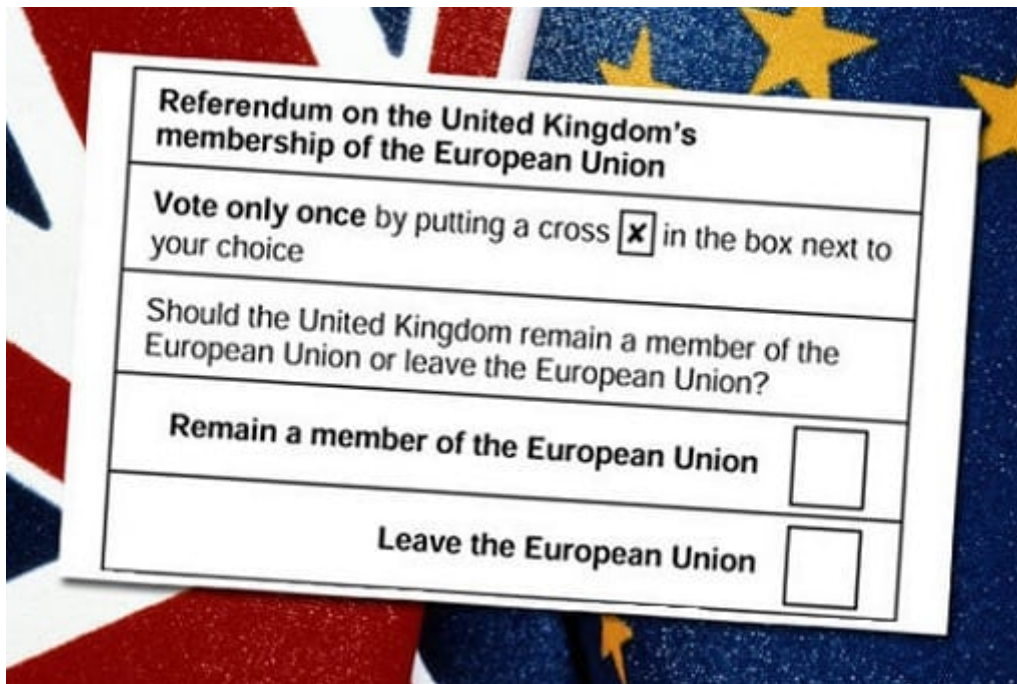 Referendum on the United Kingdom's
membership of the European Union
Vote only once by putting a cross x in the box next to
your choice
Should the United Kingdom remain a member of the
European Union or leave the European Union?
Remain a member of the European Union
Leave the European Union